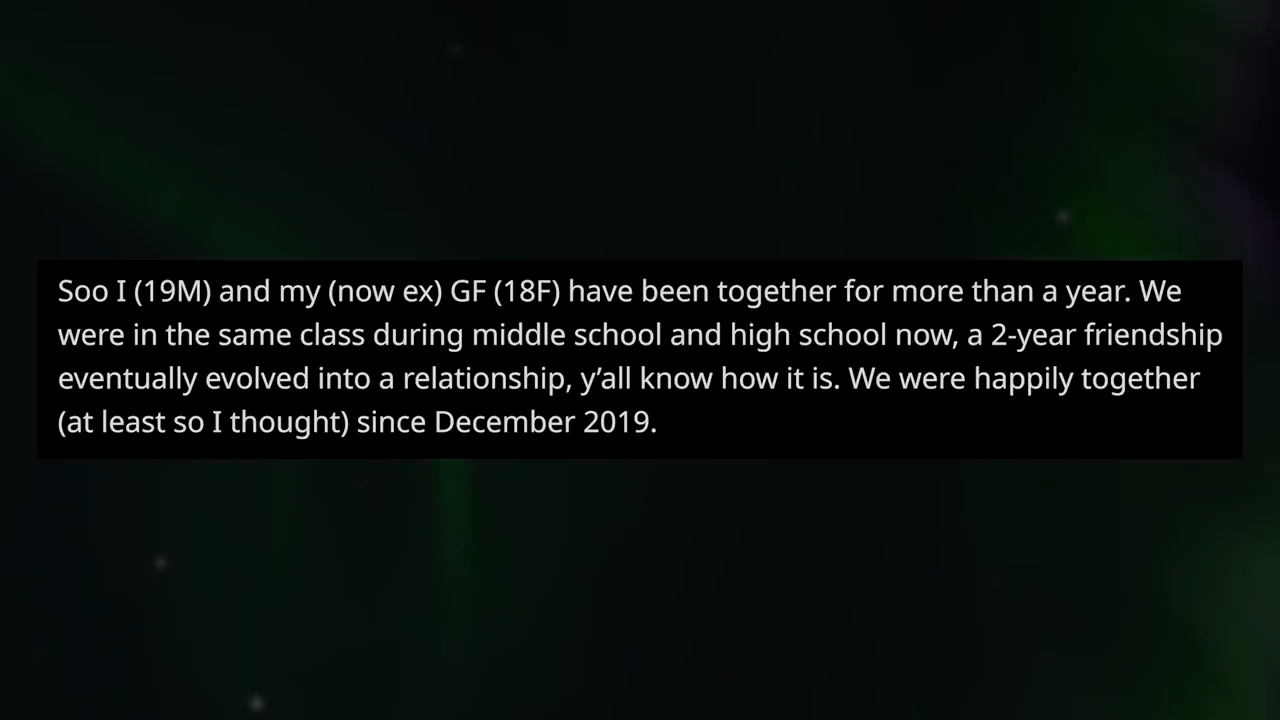 Soo I (19M) and my (now ex) GF (18F) have been together for more than a year. We
were in the same class during middle school and high school now, a 2-year friendship
eventually evolved into a relationship, y’all know how it is. We were happily together
(at least so I thought) since December 2019.